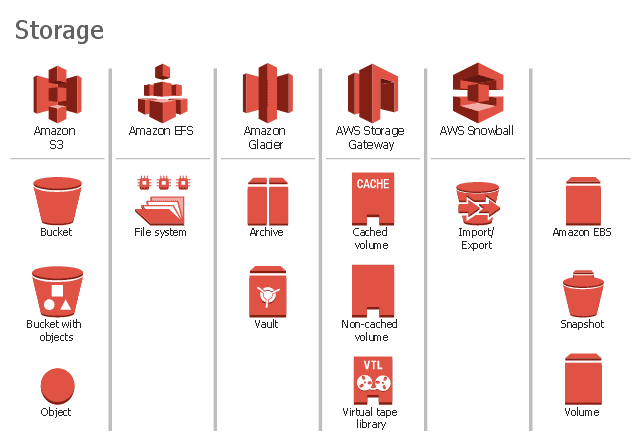 Storage
Amazon
S3
Amazon EFS
Amazon
Glacier
AWS Storage
Gateway
AWS Snowball
Bucket
File system
Archive
CACHE
Cached
volume
Import/
Export
Amazon EBS
Bucket with
objects
Vault
Non-cached
volume
Snapshot
Object
VTL
Virtual tape
library
Volume